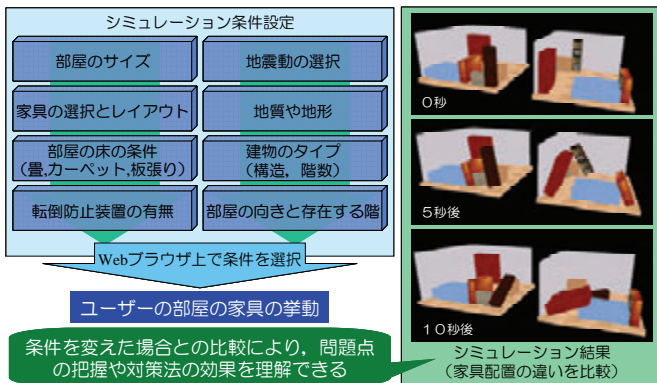 シミュレーション条件設定
部屋のサイズ
地震動の選択
家具の選択とレイアウト
地質や地形
部屋の床の条件
(畳,カーペット,板張り)
建物のタイプ
(構造，階数)
転倒防止装置の有無
部屋の向きと存在する階
Webブラウザ上で条件を選択
ユーザーの部屋の家具の挙動
条件を変えた場合との比較により，問題点
の把握や対策法の効果を理解できる
0秒
5秒後
10秒後
シミュレーション結果
(家具配置の違いを比較)